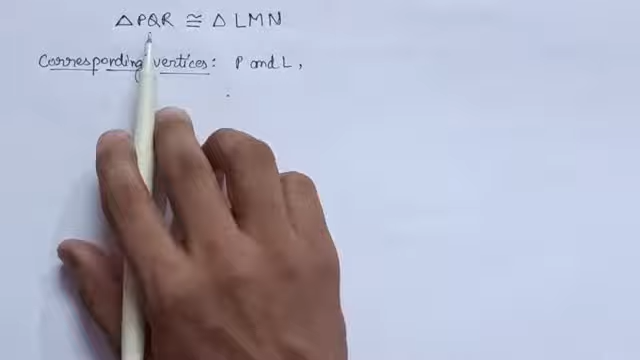 △ PQR ≅ △ LMN
Corresponding vertices : P and L ,